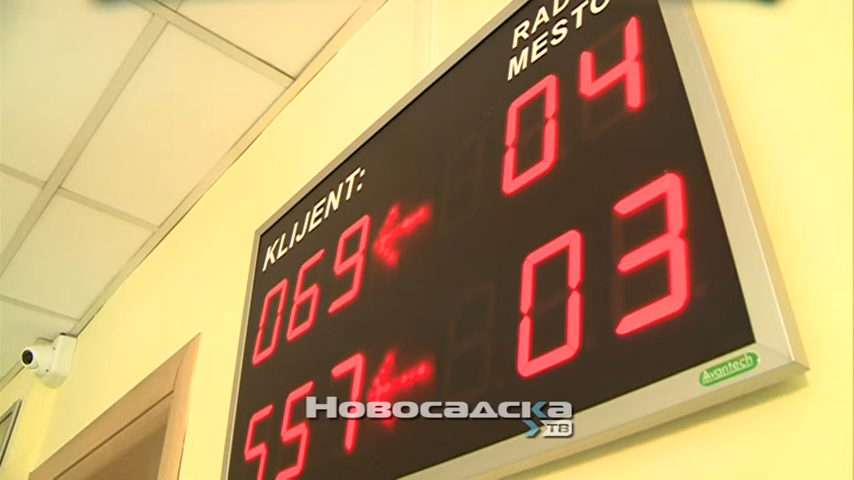 KLIJENT: RAD
MESTO
069 04
557 03
Avantech
Новосадска
ТВ